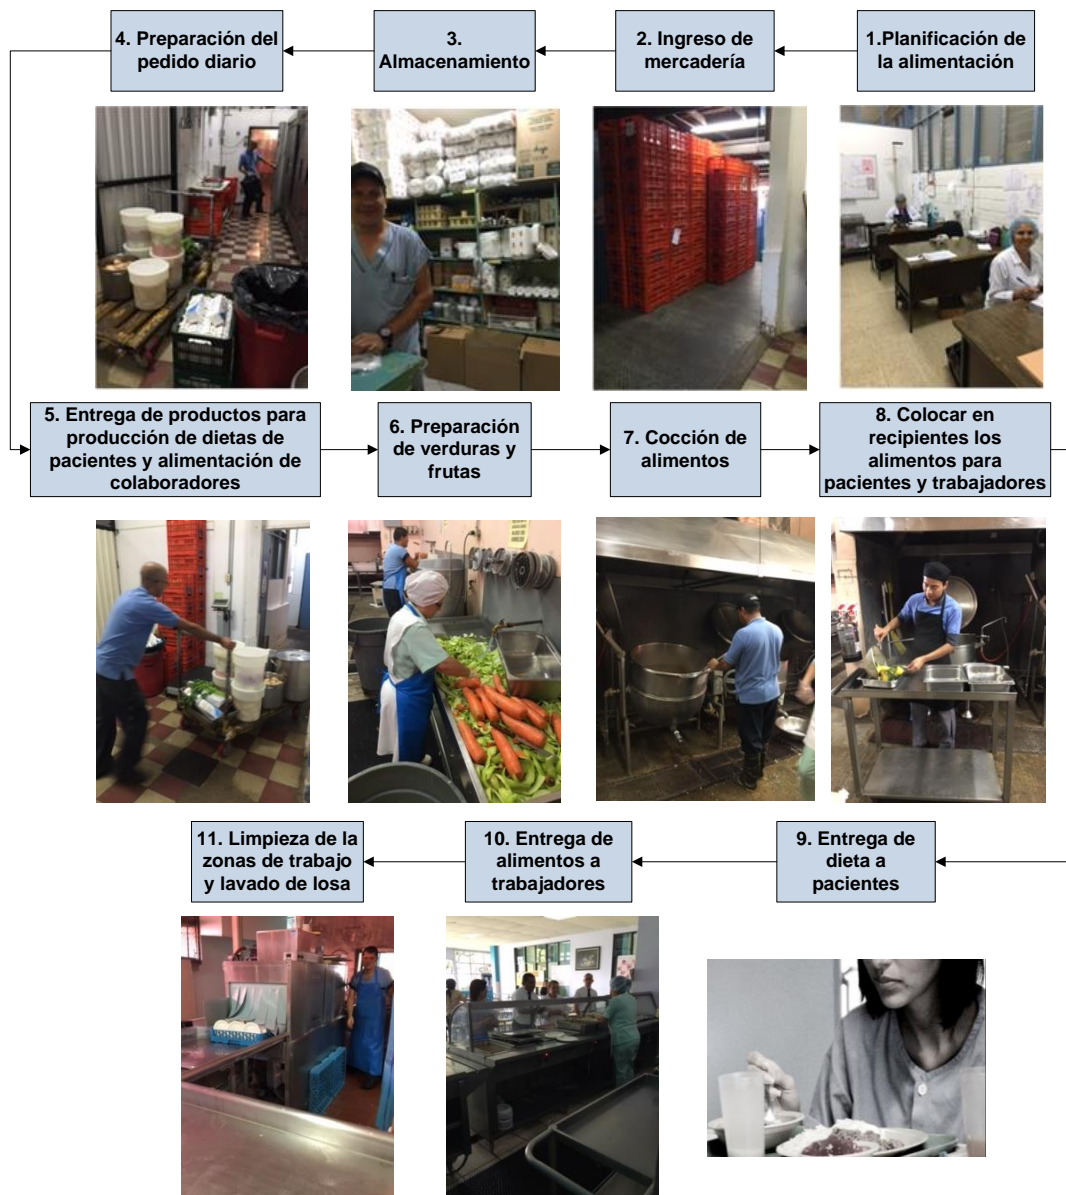 1.Planificación de
la alimentación
2. Ingreso de
mercadería
3.
Almacenamiento
4. Preparación del
pedido diario
5. Entrega de productos para
producción de dietas de
pacientes y alimentación de
colaboradores
6. Preparación
de verduras y
frutas
7. Cocción de
alimentos
8. Colocar en
recipientes los
alimentos para
pacientes y trabajadores
9. Entrega de
dieta a
pacientes
10. Entrega de
alimentos a
trabajadores
11. Limpieza de la
zonas de trabajo
y lavado de losa